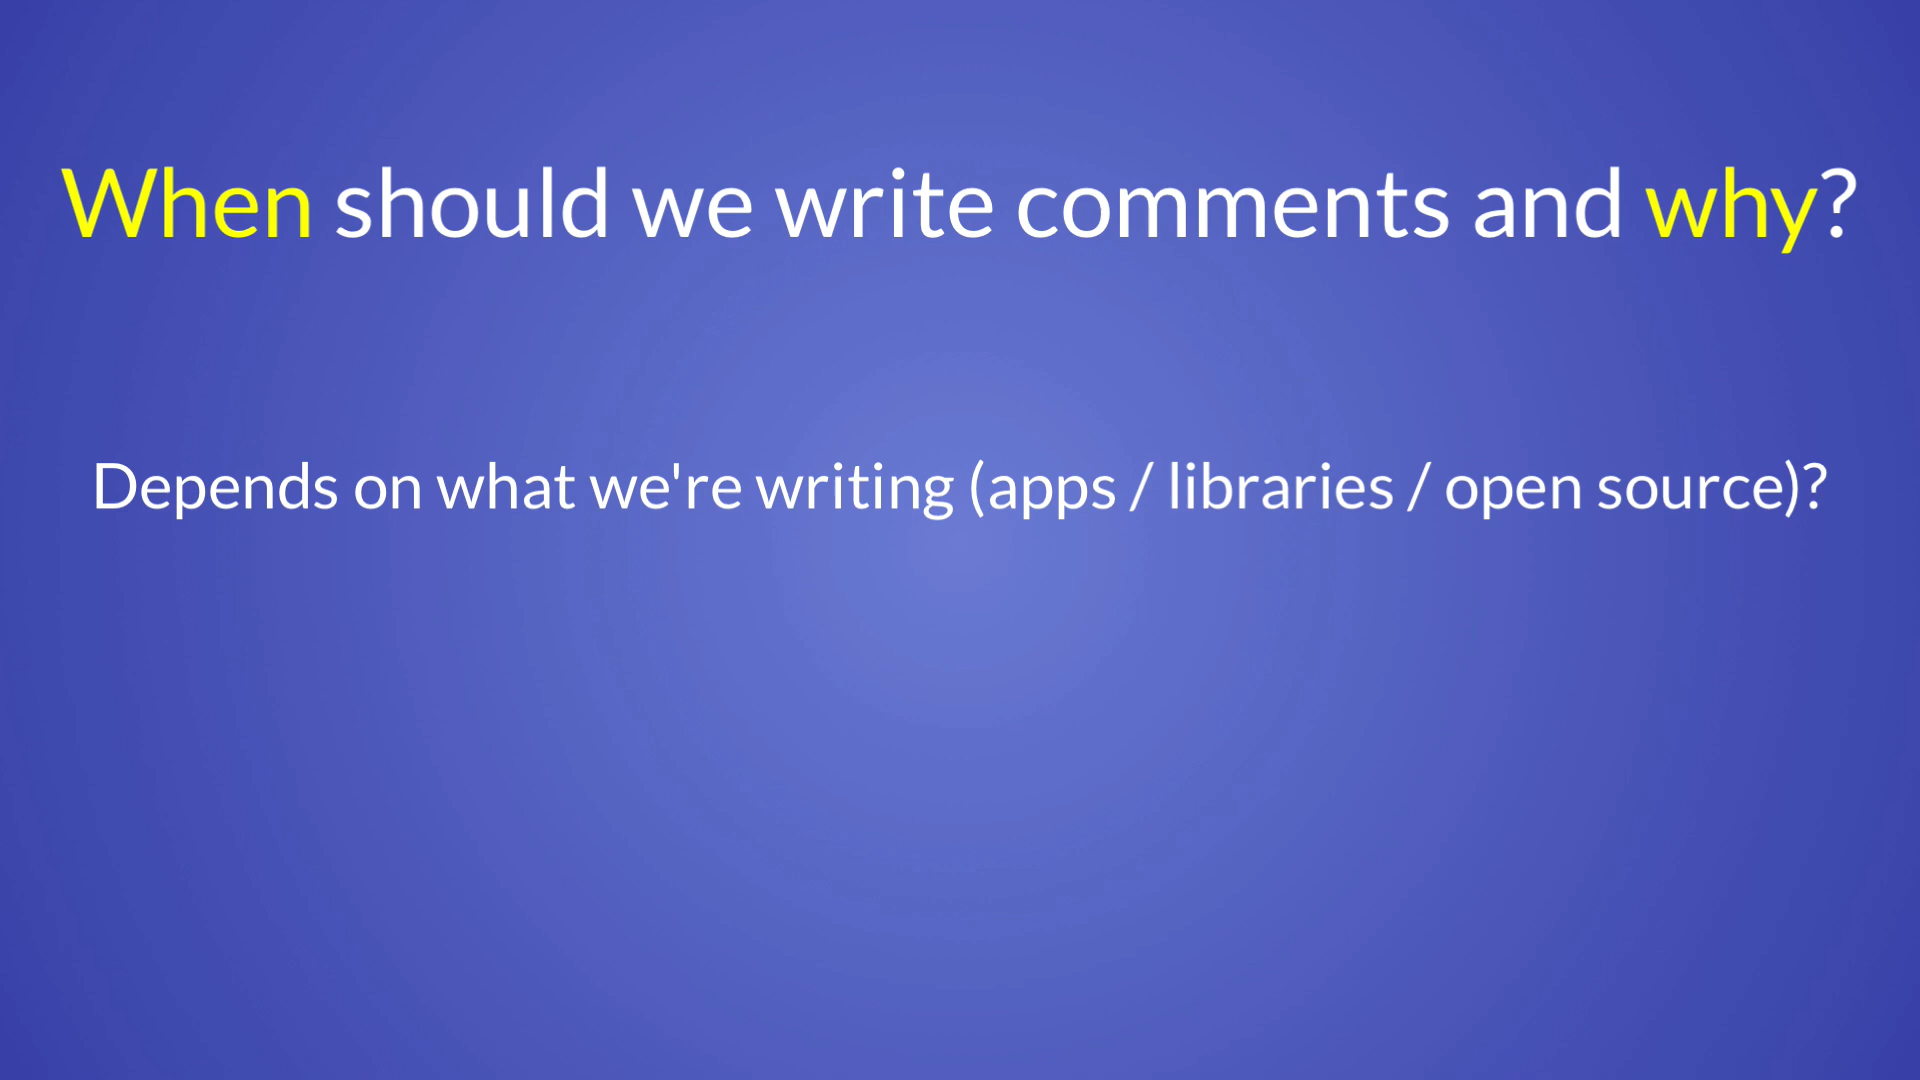 When should we write comments and why?
Depends on what we're writing (apps / libraries / open source)?